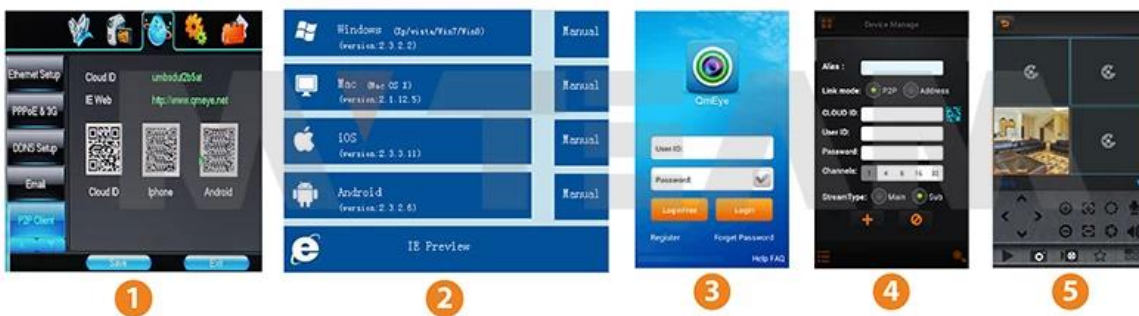 Ethernet Setup
PPPoE & 3G
DDNS Setup
Email
P2P Client
Cloud ID
IE Web
http://www.qmeye.net
Cloud ID
Iphone
Android
Save
Exit
1
Windows (Xp/vista/Win7/Win8)
(version:2.3.2.2)
Manual
Mac (Mac OS X)
(version:2.1.12.5)
Manual
iOS
(version:2.3.3.11)
Manual
Android
(version:2.3.2.6)
Manual
IE Preview
2
QmEye
User ID:
Password:
LoginFree
Login
Register
Forget Password
Help FAQ
3
Device Manage
Alias :
Link mode:
P2P
Address
CLOUD ID:
User ID:
Password:
Channels:
1 4 8 16 32
StreamType:
Main
Sub
4
5